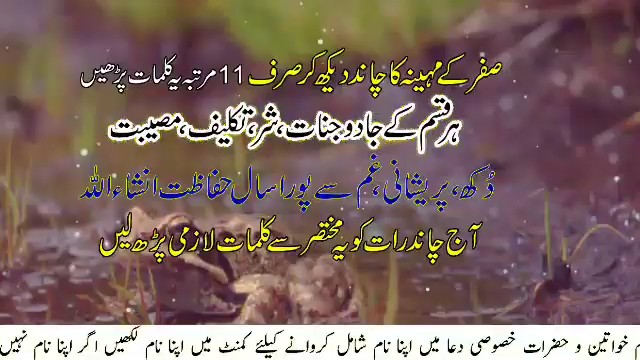 صفر کے مہینہ کا چاند دیکھ کر صرف 11 مرتبہ یہ کلمات پڑھیں
ہر قسم کے جادو جنات، شر، تکلیف، مصیبت
دُکھ، پریشانی، غم سے پورا سال حفاظت انشاءاللہ
آج چاند رات کو یہ مختصر سے کلمات لازمی پڑھ لیں
خواتین و حضرات خصوصی دعا میں اپنا نام شامل کروانے کیلئے کمنٹ میں اپنا نام لکھیں اگر اپنا نام نہیں